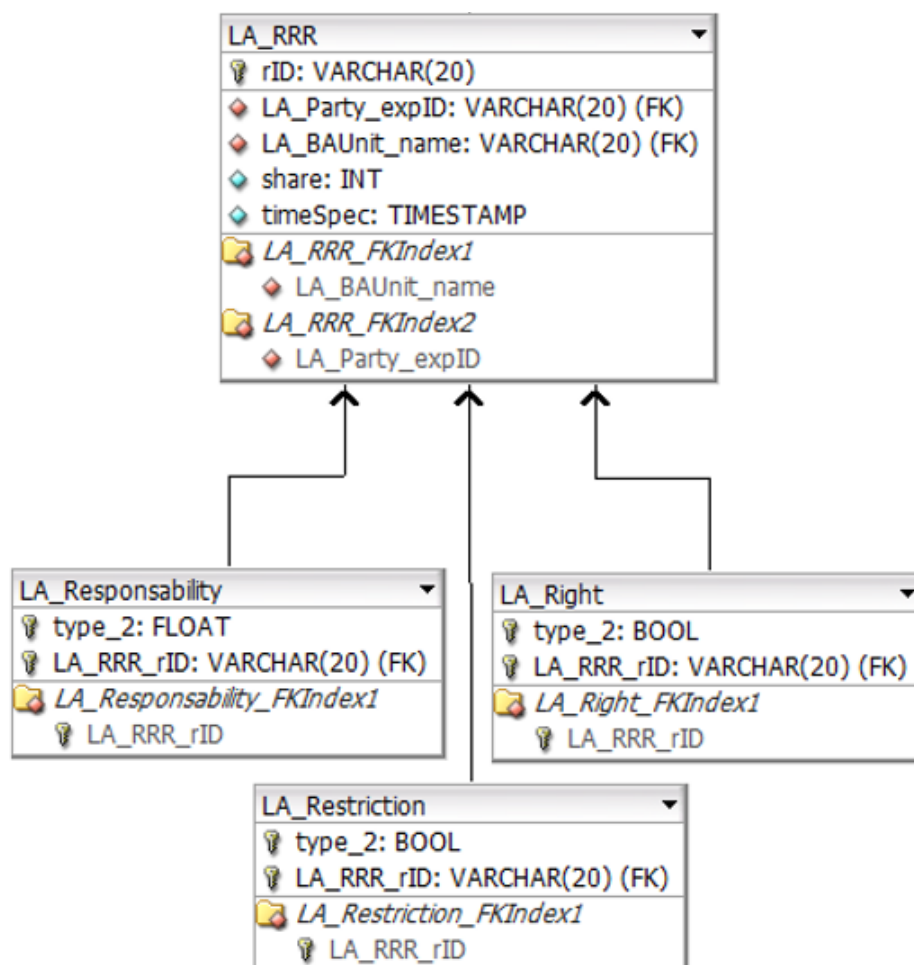 LA_RRR
rID: VARCHAR(20)
LA_Party_expID: VARCHAR(20) (FK)
LA_BAUnit_name: VARCHAR(20) (FK)
share: INT
timeSpec: TIMESTAMP
LA_RRR_FKIndex1
LA_BAUnit_name
LA_RRR_FKIndex2
LA_Party_expID
LA_Responsability
type_2: FLOAT
LA_RRR_rID: VARCHAR(20) (FK)
LA_Responsability_FKIndex1
LA_RRR_rID
LA_Right
type_2: BOOL
LA_RRR_rID: VARCHAR(20) (FK)
LA_Right_FKIndex1
LA_RRR_rID
LA_Restriction
type_2: BOOL
LA_RRR_rID: VARCHAR(20) (FK)
LA_Restriction_FKIndex1
LA_RRR_rID